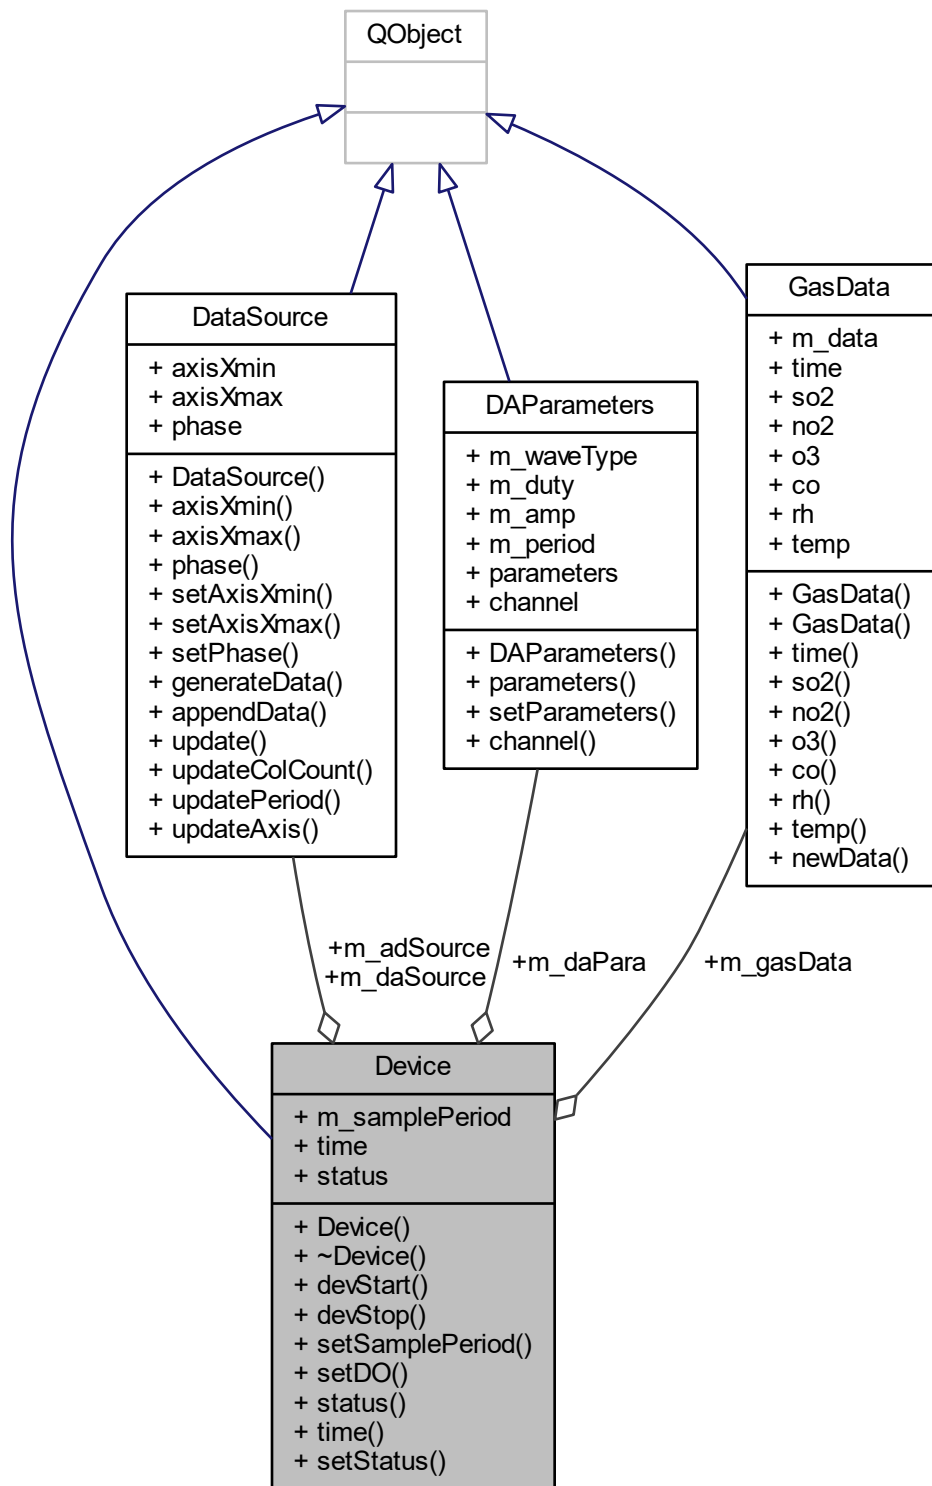 QObject
DataSource
+ axisXmin
+ axisXmax
+ phase
+ DataSource()
+ axisXmin()
+ axisXmax()
+ phase()
+ setAxisXmin()
+ setAxisXmax()
+ setPhase()
+ generateData()
+ appendData()
+ update()
+ updateColCount()
+ updatePeriod()
+ updateAxis()
DAParameters
+ m_waveType
+ m_duty
+ m_amp
+ m_period
+ parameters
+ channel
+ DAParameters()
+ parameters()
+ setParameters()
+ channel()
GasData
+ m_data
+ time
+ so2
+ no2
+ o3
+ co
+ rh
+ temp
+ GasData()
+ GasData()
+ time()
+ so2()
+ no2()
+ o3()
+ co()
+ rh()
+ temp()
+ newData()
+m_adSource
+m_daSource
+m_daPara
+m_gasData
Device
+ m_samplePeriod
+ time
+ status
+ Device()
+ ~Device()
+ devStart()
+ devStop()
+ setSamplePeriod()
+ setDO()
+ status()
+ time()
+ setStatus()